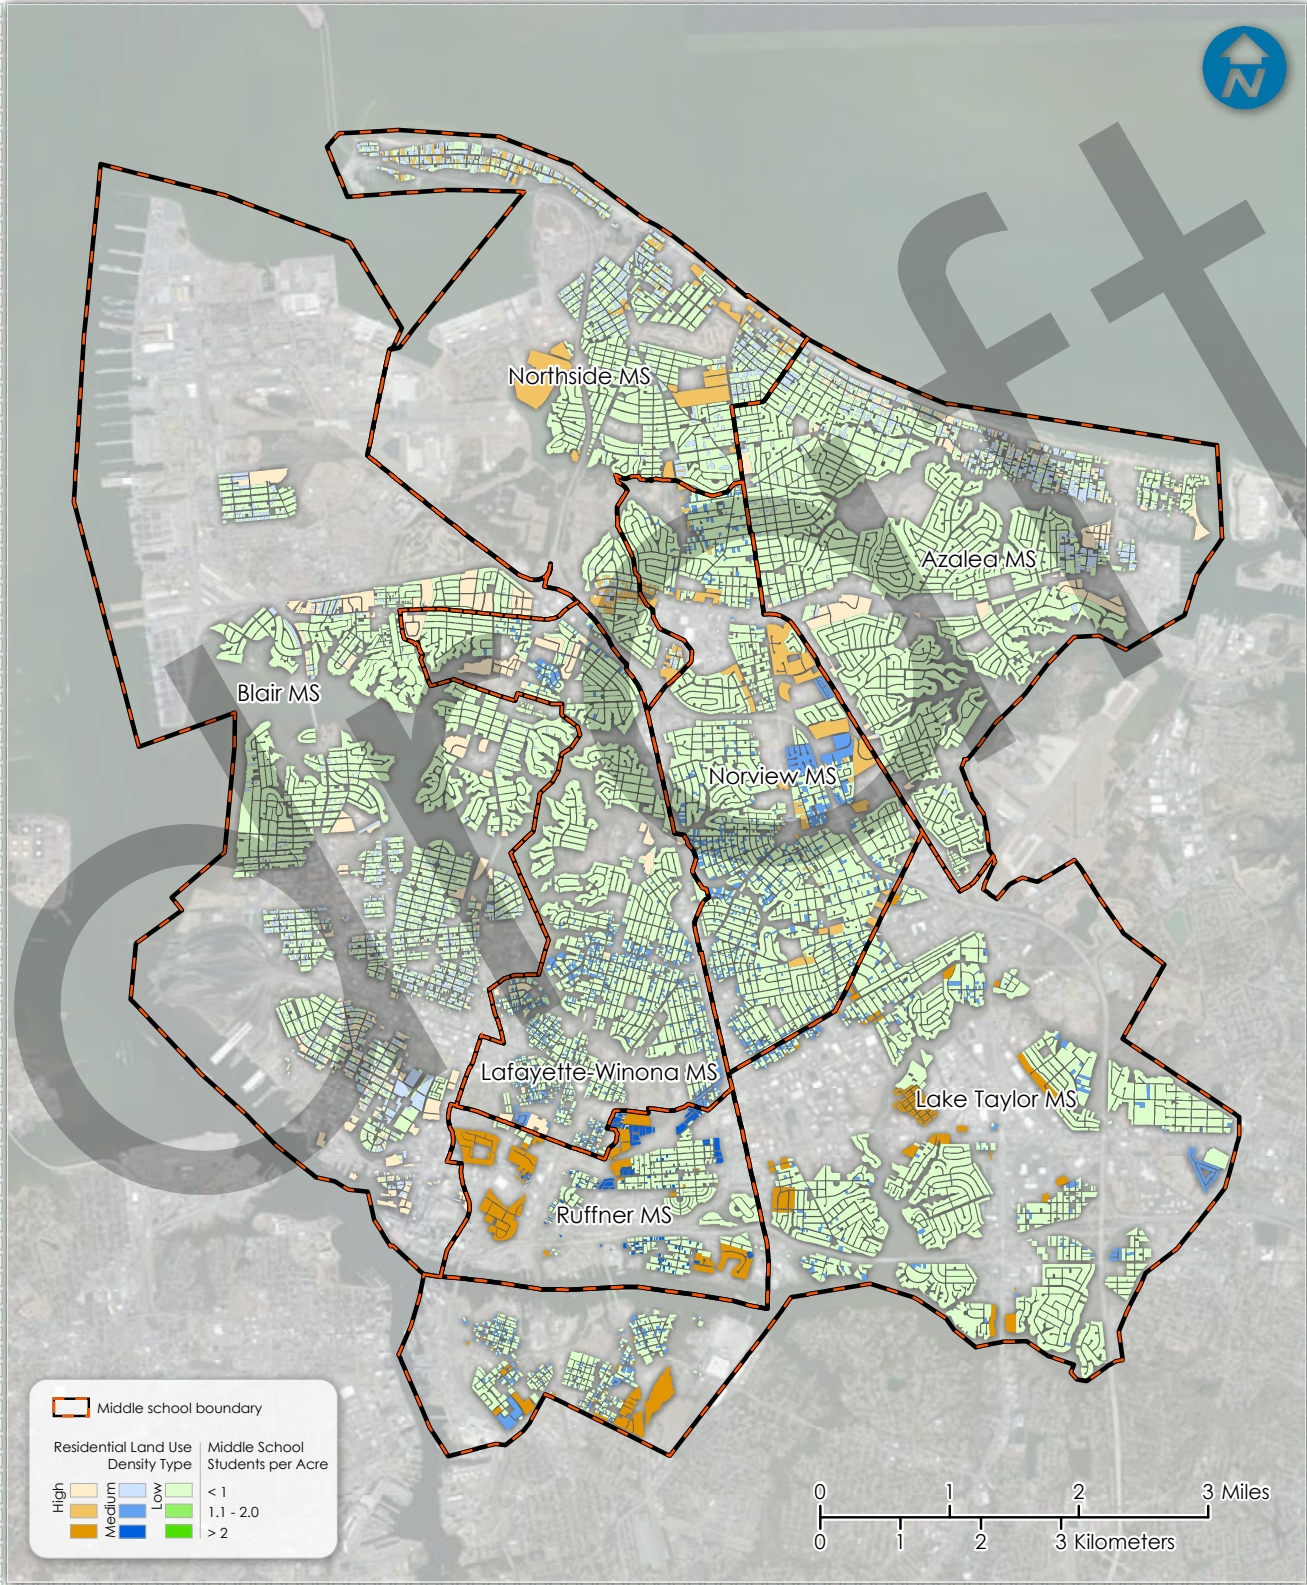 N
draft
Northside MS
Azalea MS
Blair MS
Norview MS
Lafayette-Winona MS
Lake Taylor MS
Ruffner MS
Middle school boundary
Residential Land Use
Density Type
Middle School
Students per Acre
High
Medium
Low
< 1
1.1 - 2.0
> 2
0 1 2 3 Miles
0 1 2 3 Kilometers